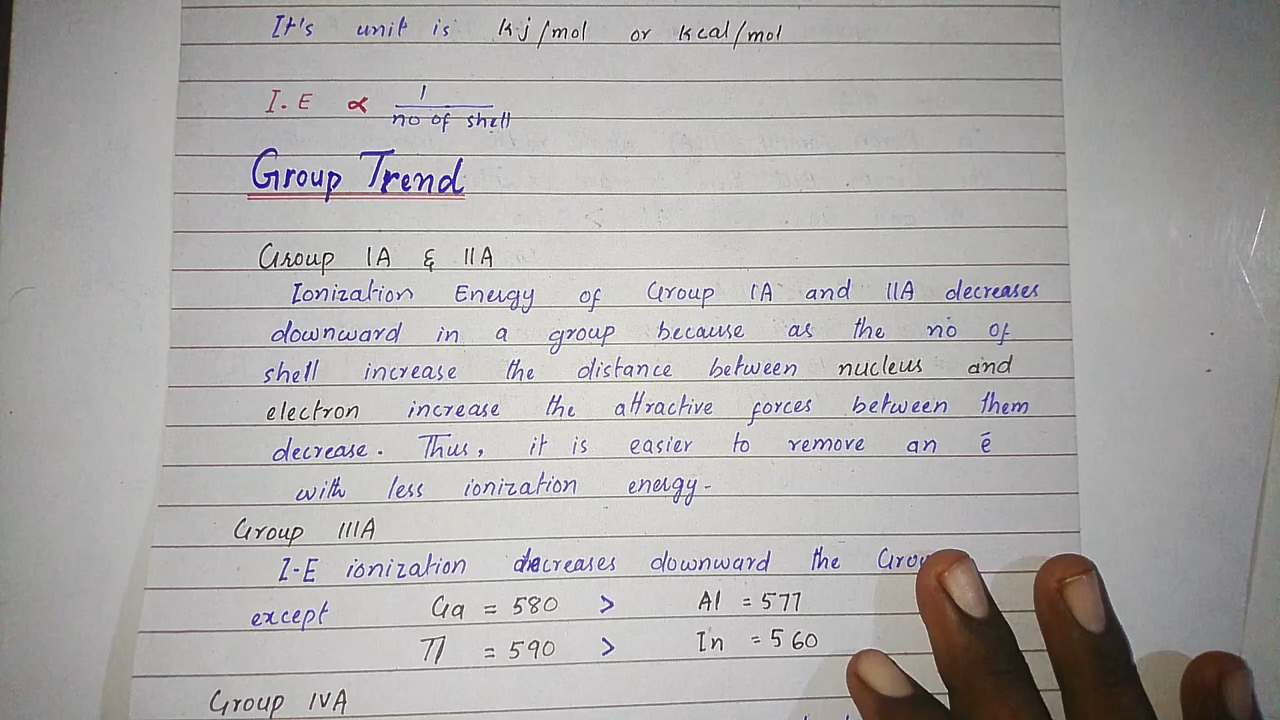 It's unit is kj/mol or kcal/mol
I.E ∝ 1
no of shell
Group Trend
Group IA & IIA
Ionization Energy of Group IA and IIA decreases
downward in a group because as the no of
shell increase the distance between nucleus and
electron increase the attractive forces between them
decrease. Thus, it is easier to remove an ē
with less ionization energy.
Group IIIA
I-E ionization decreases downward the
except Ga = 580 > Al = 577
Tl = 590 > In = 560
Group IVA